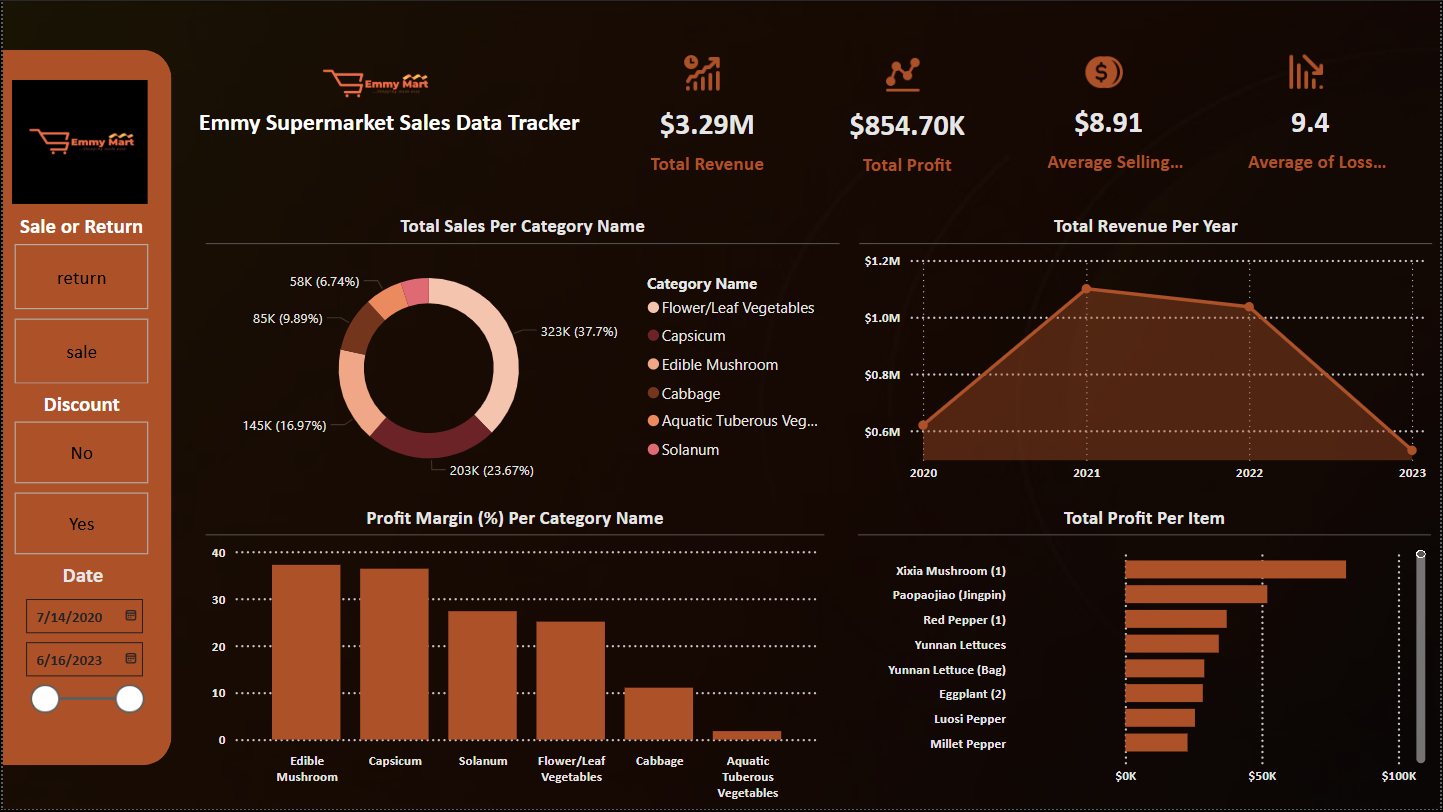 Emmy Mart
Sale or Return
return
sale
Discount
No
Yes
Date
7/14/2020
6/16/2023
Emmy Mart
Emmy Supermarket Sales Data Tracker
$3.29M
Total Revenue
$854.70K
Total Profit
$8.91
Average Selling...
9.4
Average of Loss...
Total Sales Per Category Name
58K (6.74%)
85K (9.89%)
145K (16.97%)
323K (37.7%)
203K (23.67%)
Category Name
Flower/Leaf Vegetables
Capsicum
Edible Mushroom
Cabbage
Aquatic Tuberous Veg...
Solanum
Total Revenue Per Year
$1.2M
$1.0M
$0.8M
$0.6M
2020 2021 2022 2023
Profit Margin (%) Per Category Name
40
30
20
10
0
Edible
Mushroom
Capsicum
Solanum
Flower/Leaf
Vegetables
Cabbage
Aquatic
Tuberous
Vegetables
Total Profit Per Item
Xixia Mushroom (1)
Paopaojiao (Jingpin)
Red Pepper (1)
Yunnan Lettuces
Yunnan Lettuce (Bag)
Eggplant (2)
Luosi Pepper
Millet Pepper
$0K $50K $100K